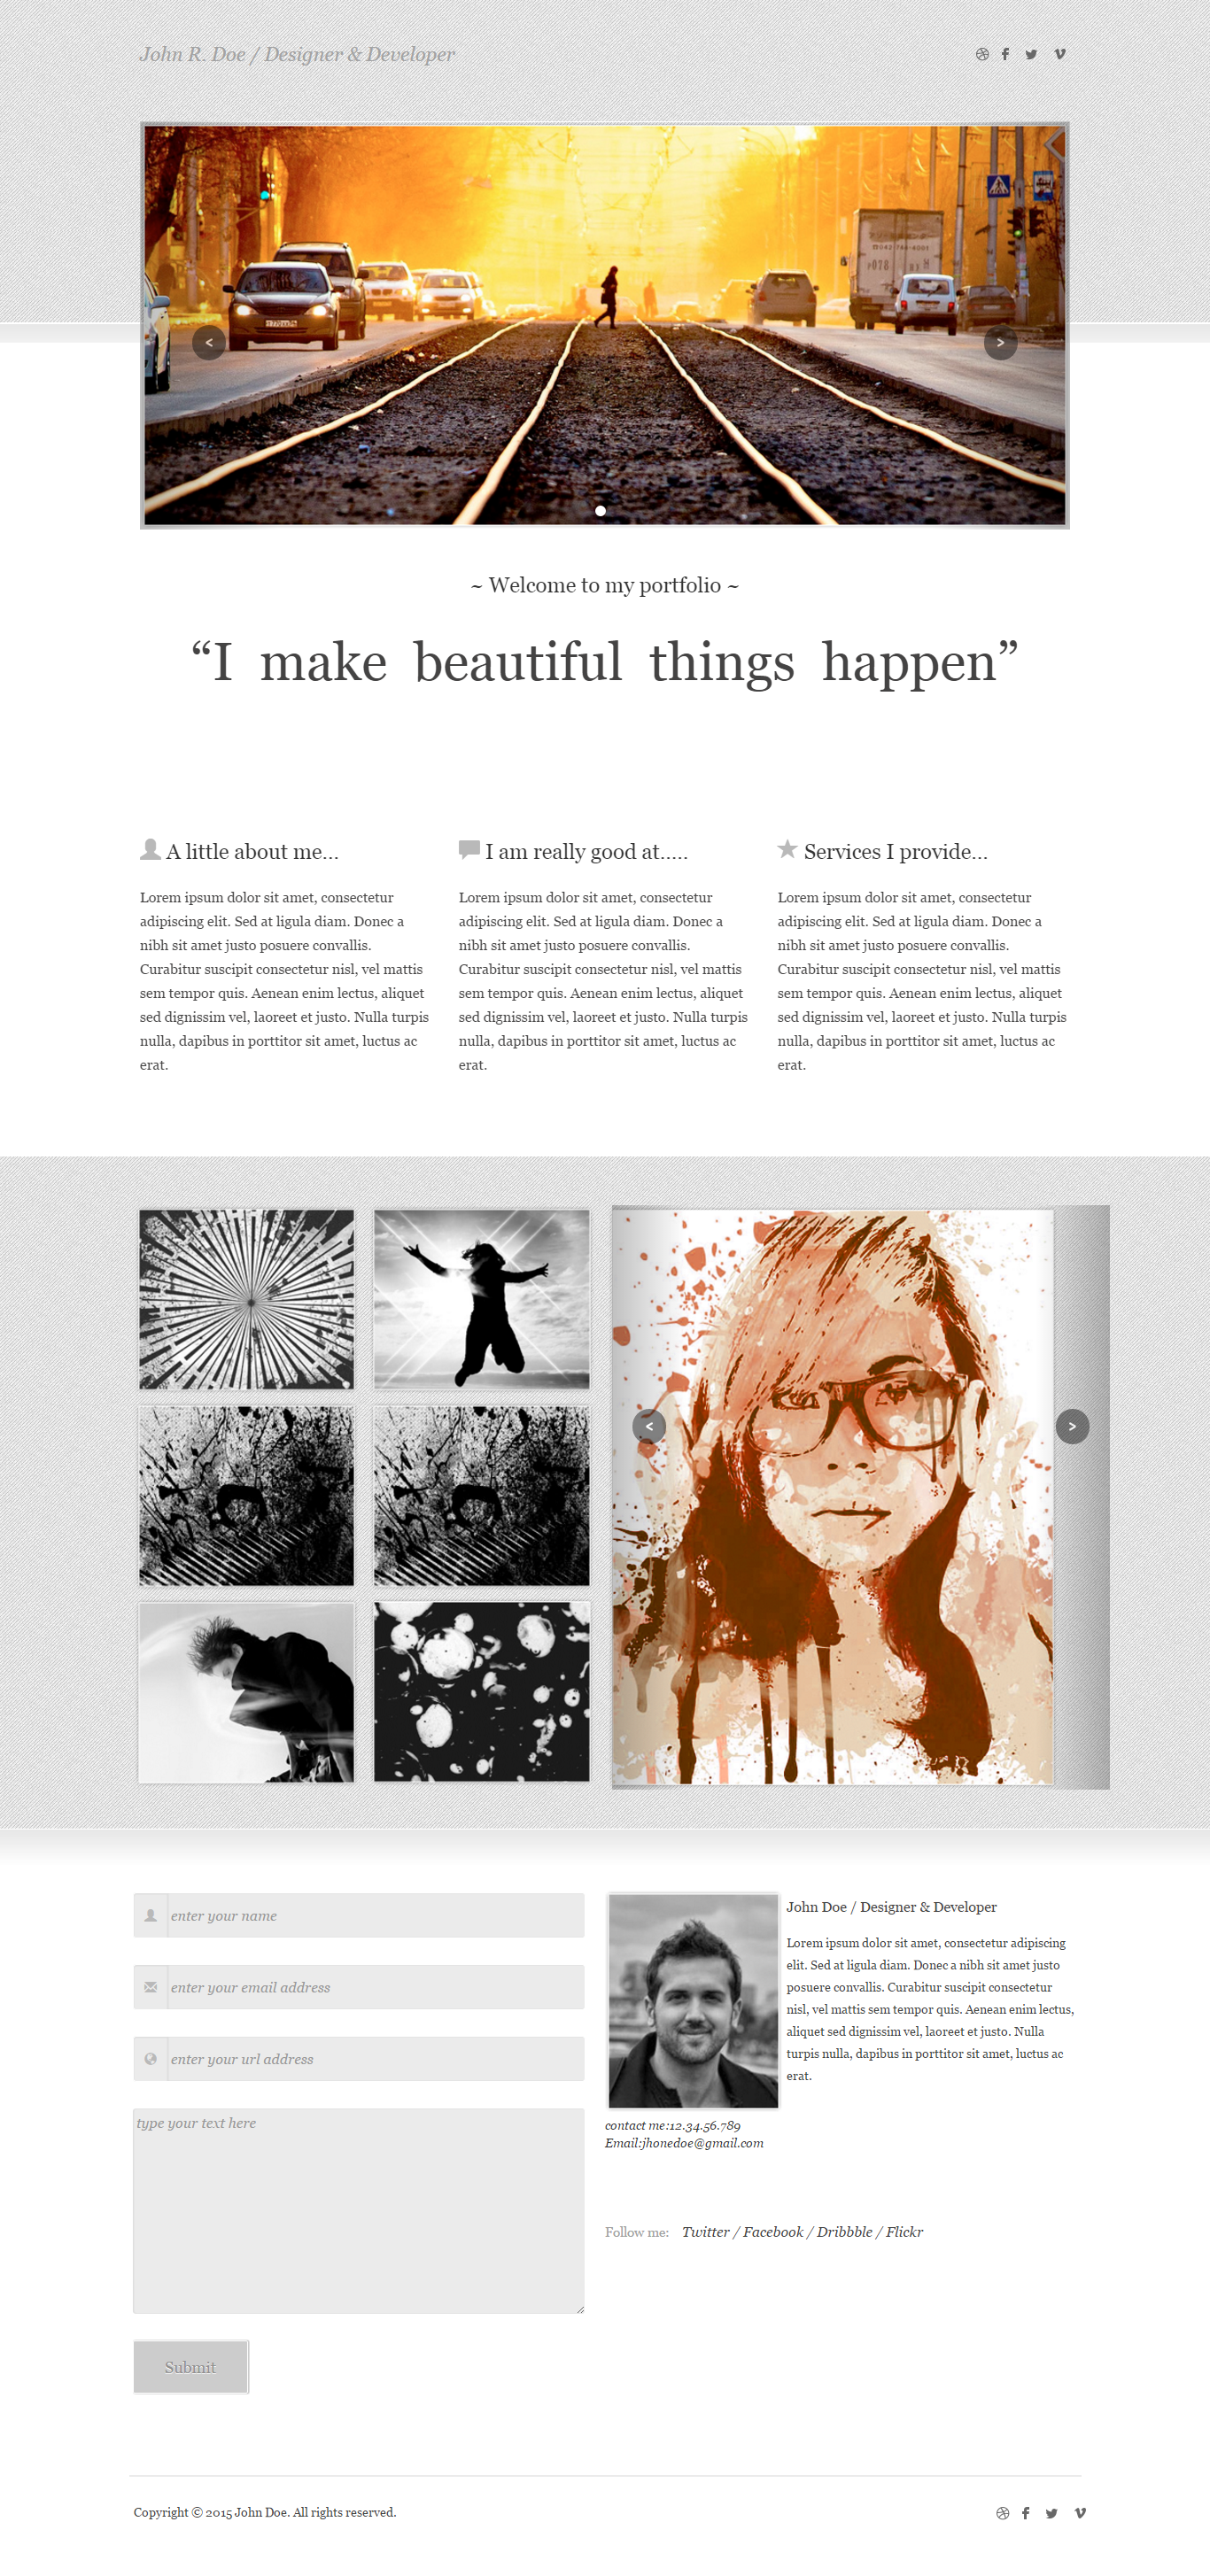 John R. Doe / Designer & Developer
<
>
~ Welcome to my portfolio ~
“I make beautiful things happen”
A little about me...
Lorem ipsum dolor sit amet, consectetur
adipiscing elit. Sed at ligula diam. Donec a
nibh sit amet justo posuere convallis.
Curabitur suscipit consectetur nisl, vel mattis
sem tempor quis. Aenean enim lectus, aliquet
sed dignissim vel, laoreet et justo. Nulla turpis
nulla, dapibus in porttitor sit amet, luctus ac
erat.
I am really good at.....
Lorem ipsum dolor sit amet, consectetur
adipiscing elit. Sed at ligula diam. Donec a
nibh sit amet justo posuere convallis.
Curabitur suscipit consectetur nisl, vel mattis
sem tempor quis. Aenean enim lectus, aliquet
sed dignissim vel, laoreet et justo. Nulla turpis
nulla, dapibus in porttitor sit amet, luctus ac
erat.
Services I provide...
Lorem ipsum dolor sit amet, consectetur
adipiscing elit. Sed at ligula diam. Donec a
nibh sit amet justo posuere convallis.
Curabitur suscipit consectetur nisl, vel mattis
sem tempor quis. Aenean enim lectus, aliquet
sed dignissim vel, laoreet et justo. Nulla turpis
nulla, dapibus in porttitor sit amet, luctus ac
erat.
<
>
enter your name
enter your email address
enter your url address
type your text here
Submit
John Doe / Designer & Developer
Lorem ipsum dolor sit amet, consectetur adipiscing
elit. Sed at ligula diam. Donec a nibh sit amet justo
posuere convallis. Curabitur suscipit consectetur
nisl, vel mattis sem tempor quis. Aenean enim lectus,
aliquet sed dignissim vel, laoreet et justo. Nulla
turpis nulla, dapibus in porttitor sit amet, luctus ac
erat.
contact me:12.34.56.789
Email:jhonedoe@gmail.com
Follow me: Twitter / Facebook / Dribbble / Flickr
Copyright © 2015 John Doe. All rights reserved.